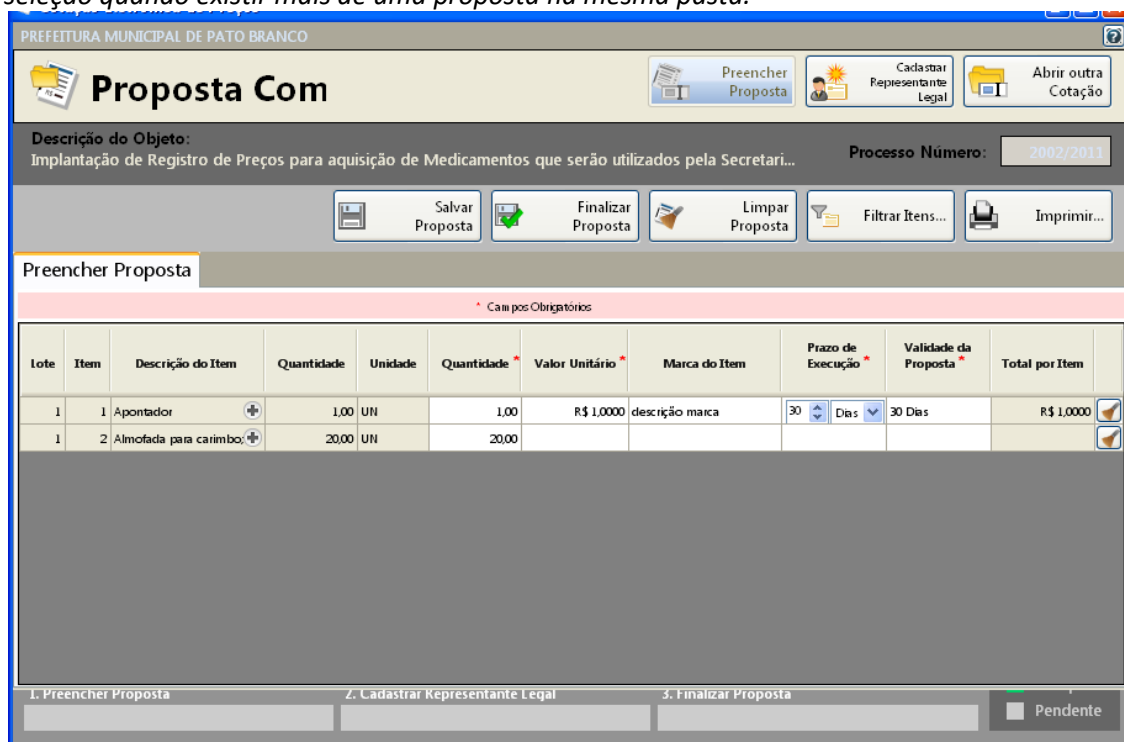 seleção quando existir mais de uma proposta na mesma pasta.
PREFEITURA MUNICIPAL DE PATO BRANCO
Proposta Com
Preencher
Proposta
Cadastrar
Representante
Legal
Abrir outra
Cotação
Descrição do Objeto:
Implantação de Registro de Preços para aquisição de Medicamentos que serão utilizados pela Secretari...
Processo Número: 2002/2011
Salvar
Proposta
Finalizar
Proposta
Limpar
Proposta
Filtrar Itens...
Imprimir...
Preencher Proposta
* Campos Obrigatórios
Lote Item Descrição do Item Quantidade Unidade Quantidade * Valor Unitário * Marca do Item Prazo de Execução * Validade da Proposta * Total por Item
1 1 Apontador 1,00 UN 1,00 R$ 1,0000 descrição marca 30 Dias 30 Dias R$ 1,0000
1 2 Almofada para carimbo; 20,00 UN 20,00
1. Preencher Proposta 2. Cadastrar Representante Legal 3. Finalizar Proposta
Pendente